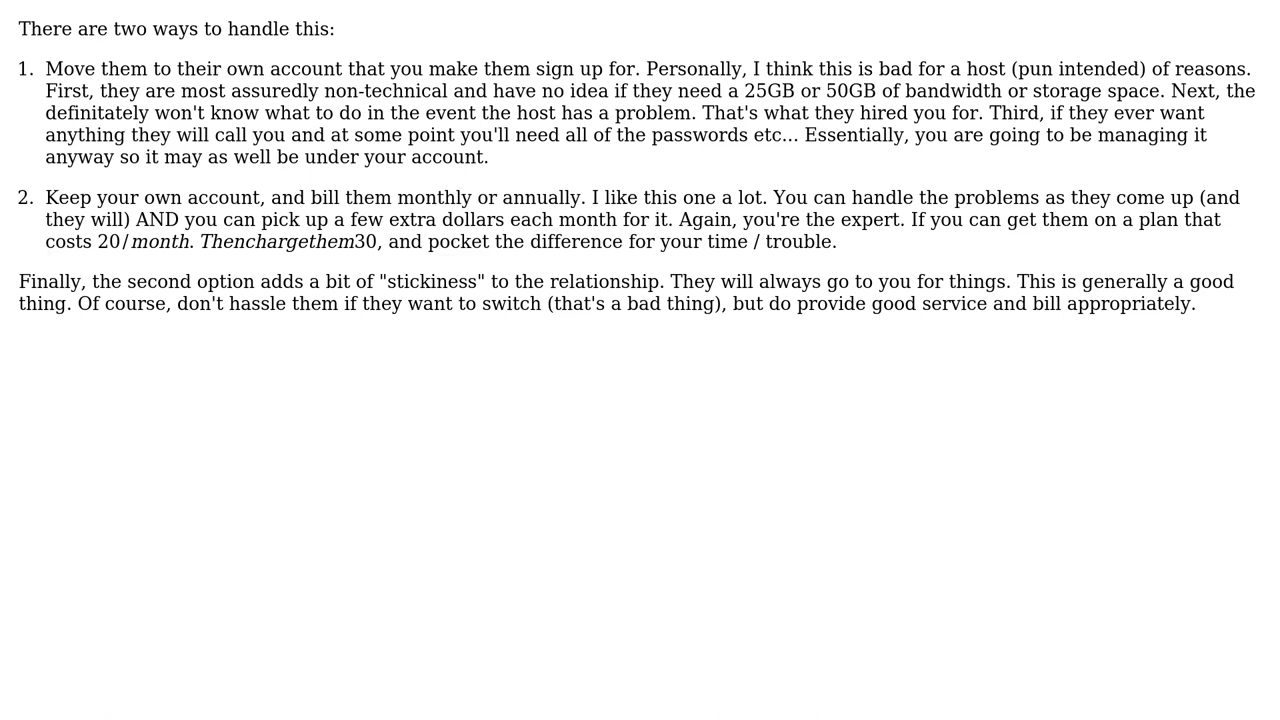 There are two ways to handle this:
1. Move them to their own account that you make them sign up for. Personally, I think this is bad for a host (pun intended) of reasons.
First, they are most assuredly non-technical and have no idea if they need a 25GB or 50GB of bandwidth or storage space. Next, the
definitately won't know what to do in the event the host has a problem. That's what they hired you for. Third, if they ever want
anything they will call you and at some point you'll need all of the passwords etc... Essentially, you are going to be managing it
anyway so it may as well be under your account.
2. Keep your own account, and bill them monthly or annually. I like this one a lot. You can handle the problems as they come up (and
they will) AND you can pick up a few extra dollars each month for it. Again, you're the expert. If you can get them on a plan that
costs 20/month. Thenchargethem30, and pocket the difference for your time / trouble.
Finally, the second option adds a bit of "stickiness" to the relationship. They will always go to you for things. This is generally a good
thing. Of course, don't hassle them if they want to switch (that's a bad thing), but do provide good service and bill appropriately.